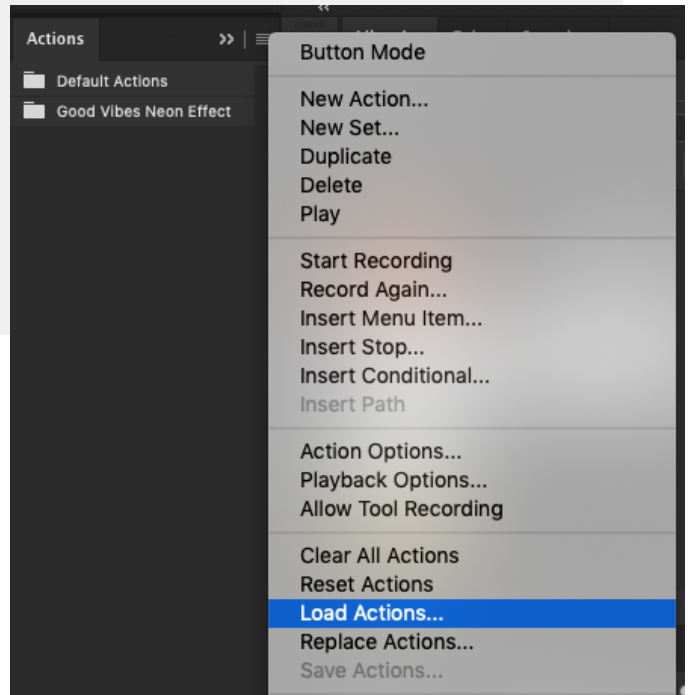 Actions
Default Actions
Good Vibes Neon Effect
Button Mode
New Action...
New Set...
Duplicate
Delete
Play
Start Recording
Record Again...
Insert Menu Item...
Insert Stop...
Insert Conditional...
Insert Path
Action Options...
Playback Options...
Allow Tool Recording
Clear All Actions
Reset Actions
Load Actions...
Replace Actions...
Save Actions...